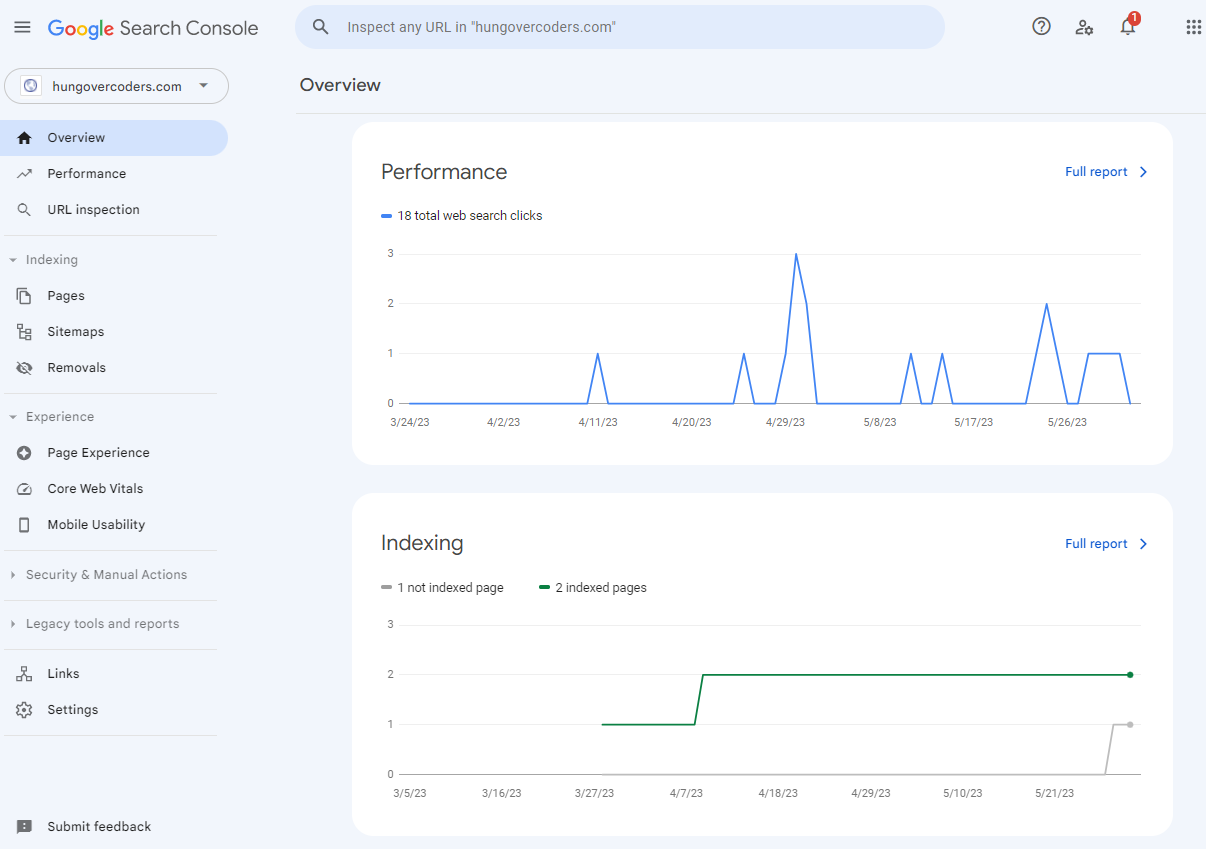 Google Search Console
Inspect any URL in "hungovercoders.com"
1
hungovercoders.com
Overview
Overview
Performance
URL inspection
Indexing
Pages
Sitemaps
Removals
Experience
Page Experience
Core Web Vitals
Mobile Usability
Security & Manual Actions
Legacy tools and reports
Links
Settings
Submit feedback
Performance
Full report
18 total web search clicks
3
2
1
0
3/24/23 4/2/23 4/11/23 4/20/23 4/29/23 5/8/23 5/17/23 5/26/23
Indexing
Full report
1 not indexed page 2 indexed pages
3
2
1
0
3/5/23 3/16/23 3/27/23 4/7/23 4/18/23 4/29/23 5/10/23 5/21/23